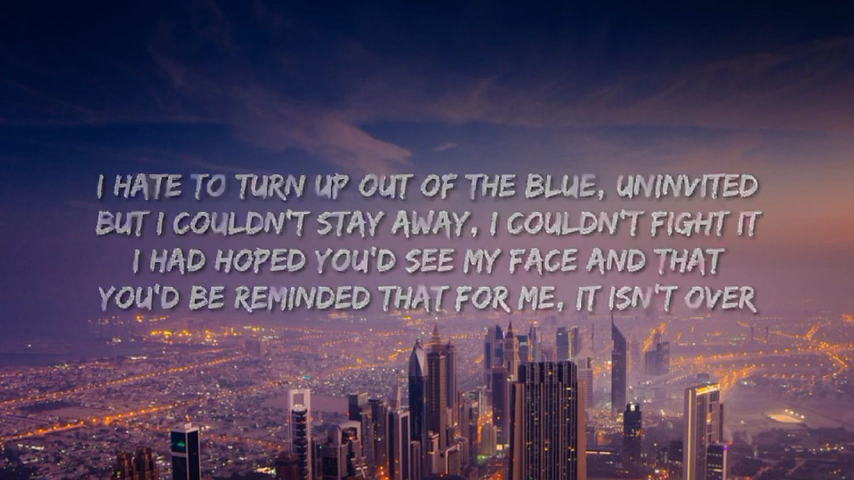 I HATE TO TURN UP OUT OF THE BLUE, UNINVITED
BUT I COULDN'T STAY AWAY, I COULDN'T FIGHT IT
I HAD HOPED YOU'D SEE MY FACE AND THAT
YOU'D BE REMINDED THAT FOR ME, IT ISN'T OVER